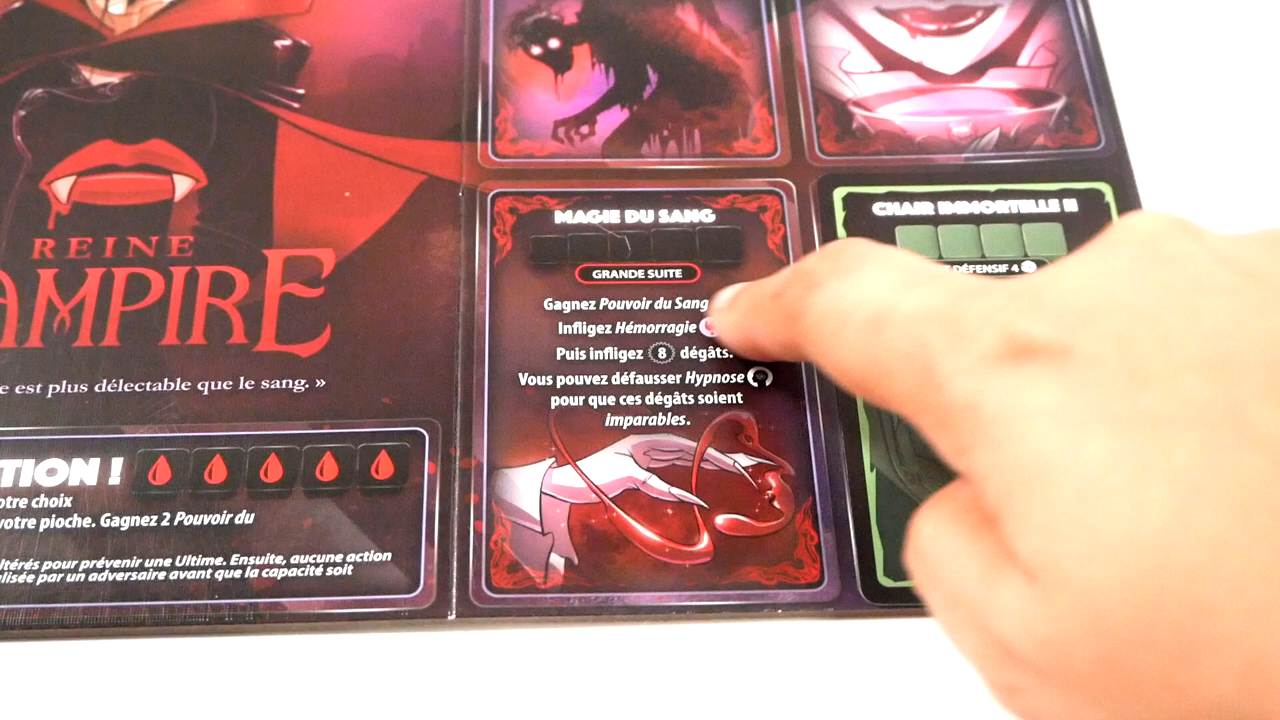 REINE
AMPIRE
e est plus délectable que le sang. »
TION !
otre choix
votre pioche. Gagnez 2 Pouvoir du
ltérés pour prévenir une Ultime. Ensuite, aucune action
lisée par un adversaire avant que la capacité soit
MAGIE DU SANG
GRANDE SUITE
Gagnez Pouvoir du Sang
Infligez Hémorragie
Puis infligez 8 dégâts.
Vous pouvez défausser Hypnose
pour que ces dégâts soient
imparables.
CHAIR IMMORTELLE II
DÉFENSIF 4